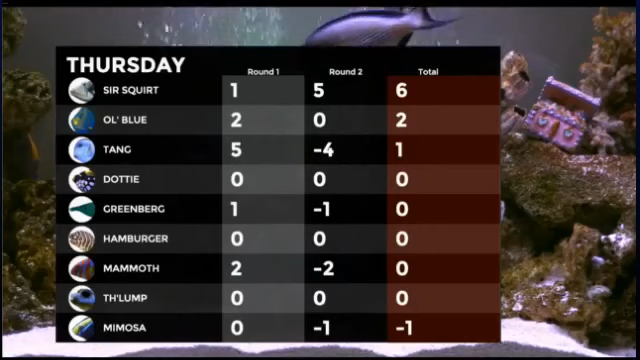 THURSDAY
Round 1 Round 2 Total
SIR SQUIRT 1 5 6
OL' BLUE 2 0 2
TANG 5 -4 1
DOTTIE 0 0 0
GREENBERG 1 -1 0
HAMBURGER 0 0 0
MAMMOTH 2 -2 0
TH'LUMP 0 0 0
MIMOSA 0 -1 -1